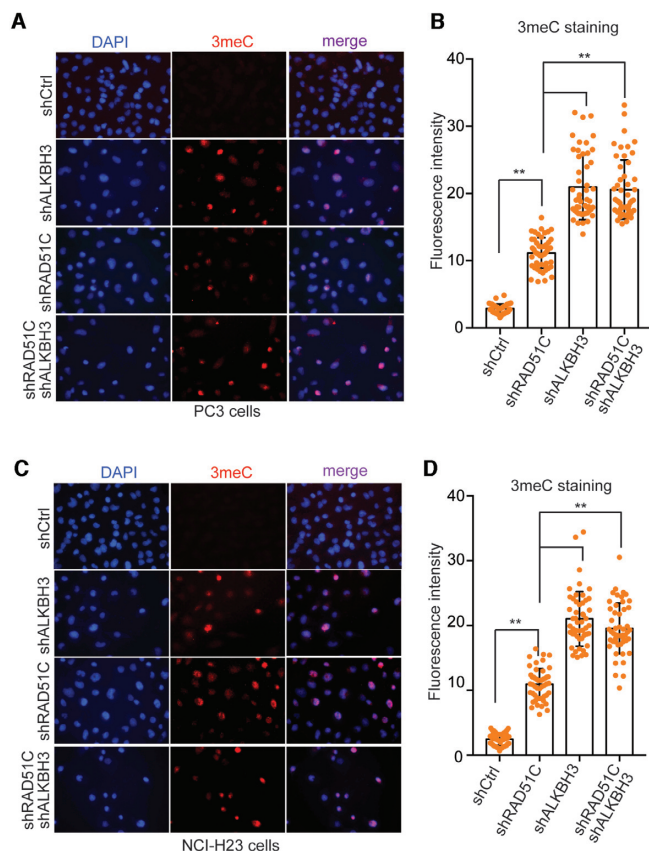 A
DAPI 3meC merge
shCtrl
shALKBH3
shRAD51C
shRAD51C
shALKBH3
PC3 cells
B
3meC staining
Fluorescence intensity
40
30
20
10
0
**
**
shCtrl
shRAD51C
shALKBH3
shRAD51C
shALKBH3
C
DAPI 3meC merge
shCtrl
shALKBH3
shRAD51C
shRAD51C
shALKBH3
NCI-H23 cells
D
3meC staining
Fluorescence intensity
40
30
20
10
0
**
**
shCtrl
shRAD51C
shALKBH3
shRAD51C
shALKBH3